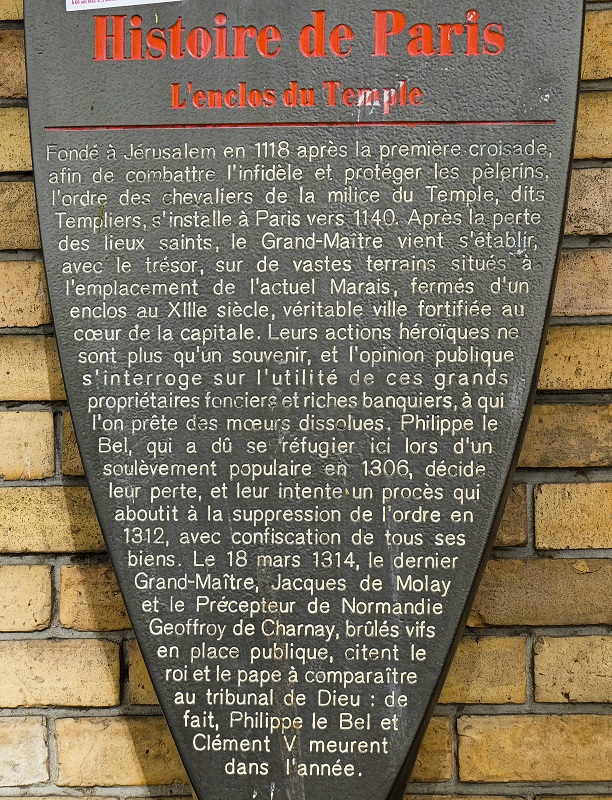 Histoire de Paris
L'enclos du Temple
Fondé à Jérusalem en 1118 après la première croisade,
afin de combattre l'infidèle et protéger les pèlerins,
l'ordre des chevaliers de la milice du Temple, dits
Templiers, s'installe à Paris vers 1140. Après la perte
des lieux saints, le Grand-Maître vient s'établir,
avec le trésor, sur de vastes terrains situés à
l'emplacement de l'actuel Marais, fermés d'un
enclos au XIIIe siècle, véritable ville fortifiée au
cœur de la capitale. Leurs actions héroïques ne
sont plus qu'un souvenir, et l'opinion publique
s'interroge sur l'utilité de ces grands
propriétaires fonciers et riches banquiers, à qui
l'on prête des mœurs dissolues. Philippe le
Bel, qui a dû se réfugier ici lors d'un
soulèvement populaire en 1306, décide
leur perte, et leur intente un procès qui
aboutit à la suppression de l'ordre en
1312, avec confiscation de tous ses
biens. Le 18 mars 1314, le dernier
Grand-Maître, Jacques de Molay
et le Précepteur de Normandie
Geoffroy de Charnay, brûlés vifs
en place publique, citent le
roi et le pape à comparaître
au tribunal de Dieu : de
fait, Philippe le Bel et
Clément V meurent
dans l'année.